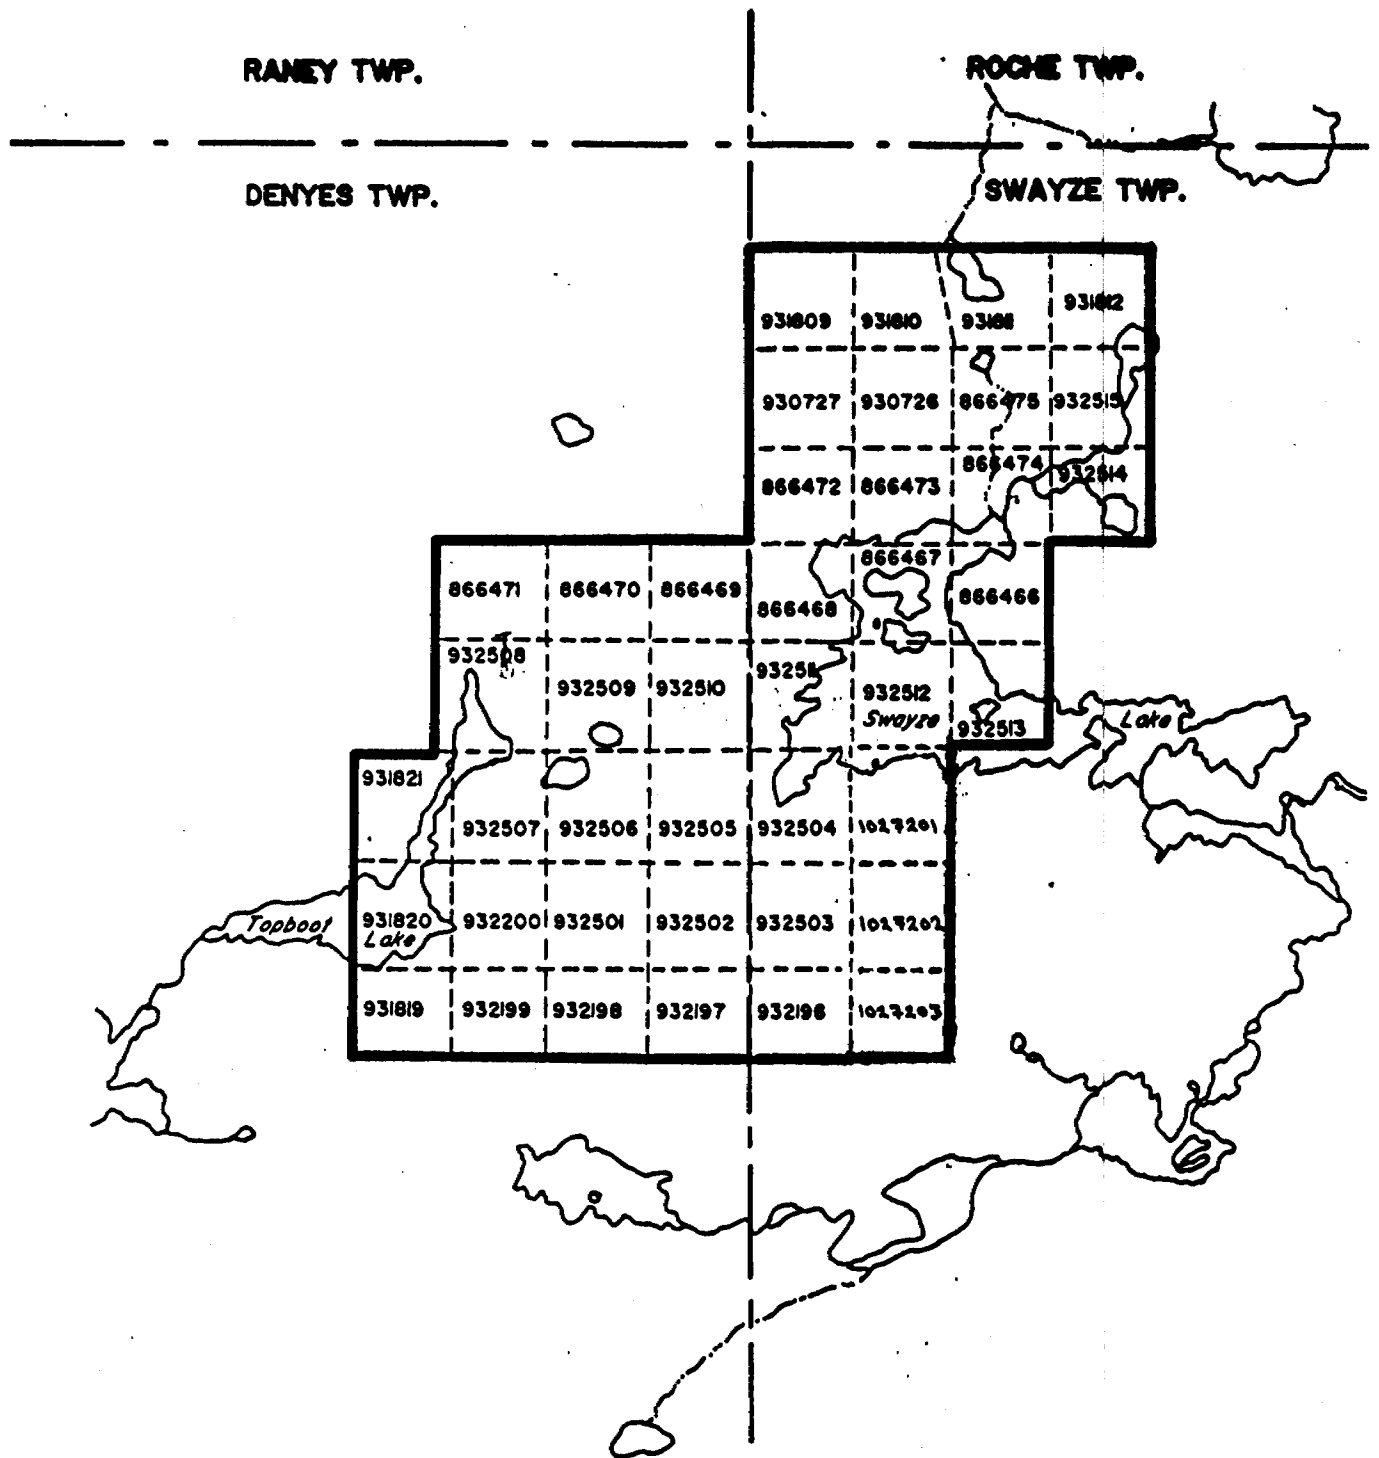 RANEY TWP.
ROCHE TWP.
DENYES TWP.
SWAYZE TWP.
931809 931810 931811 931812
930727 930726 866475 932515
866472 866473 866474 932514
866471 866470 866469 866468 866467 866466
932508 932509 932510 932511 932512 932513
Swayze Lake
931821 932507 932506 932505 932504 1027201
931820 932200 932501 932502 932503 1027202
Topboot Lake
931819 932199 932198 932197 932196 1027203